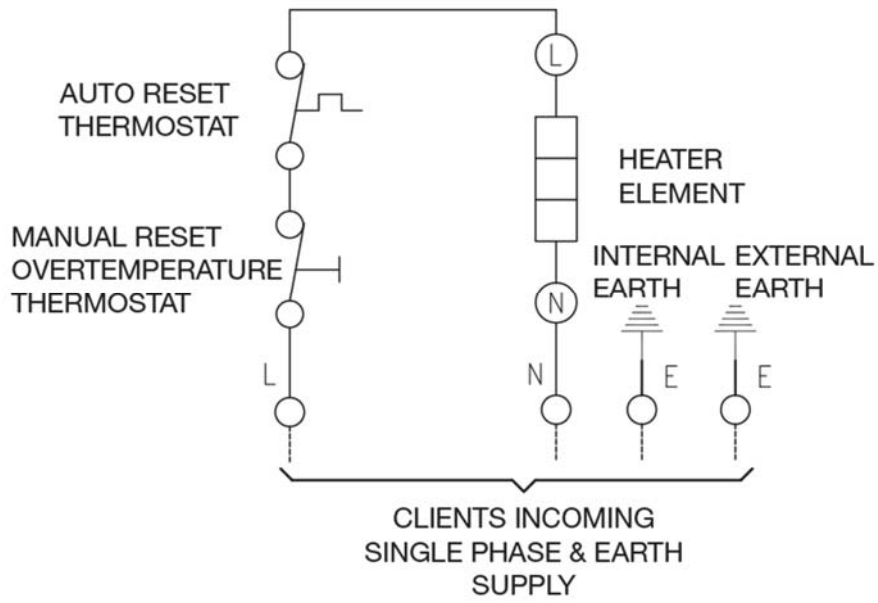 L
AUTO RESET
THERMOSTAT
HEATER
ELEMENT
MANUAL RESET
OVERTEMPERATURE
THERMOSTAT
INTERNAL
EARTH
EXTERNAL
EARTH
N
L
N
E
E
CLIENTS INCOMING
SINGLE PHASE & EARTH
SUPPLY